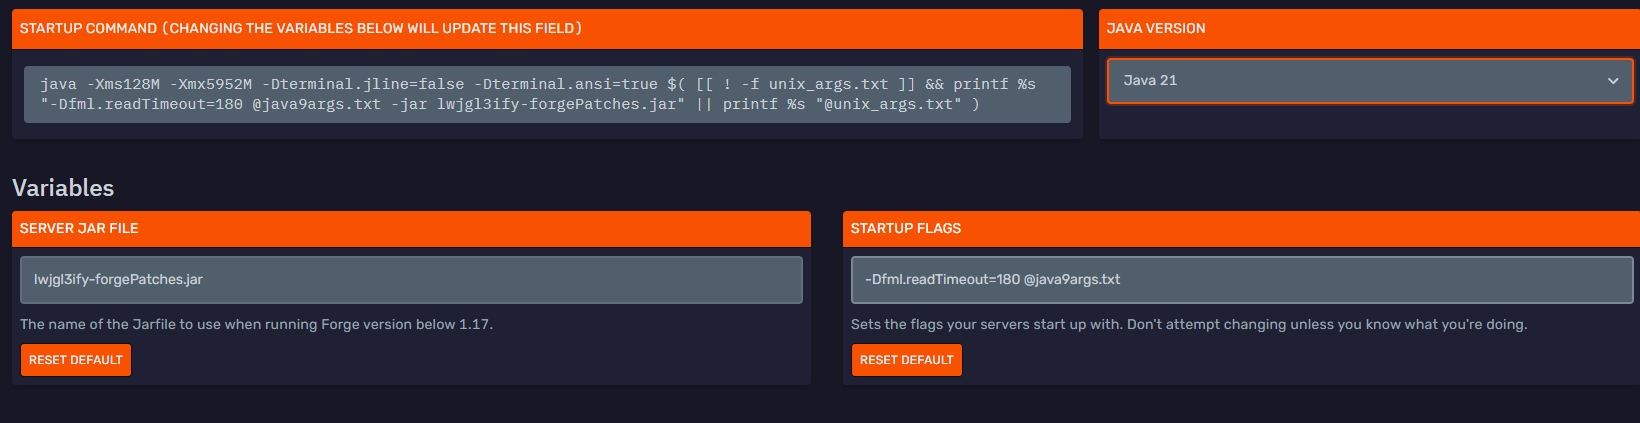 STARTUP COMMAND (CHANGING THE VARIABLES BELOW WILL UPDATE THIS FIELD)
java -Xms128M -Xmx5952M -Dterminal.jline=false -Dterminal.ansi=true $( [[ ! -f unix_args.txt ]] && printf %s
"-Dfml.readTimeout=180 @java9args.txt -jar lwjgl3ify-forgePatches.jar" || printf %s "@unix_args.txt" )
JAVA VERSION
Java 21
Variables
SERVER JAR FILE
lwjgl3ify-forgePatches.jar
The name of the Jarfile to use when running Forge version below 1.17.
RESET DEFAULT
STARTUP FLAGS
-Dfml.readTimeout=180 @java9args.txt
Sets the flags your servers start up with. Don't attempt changing unless you know what you're doing.
RESET DEFAULT